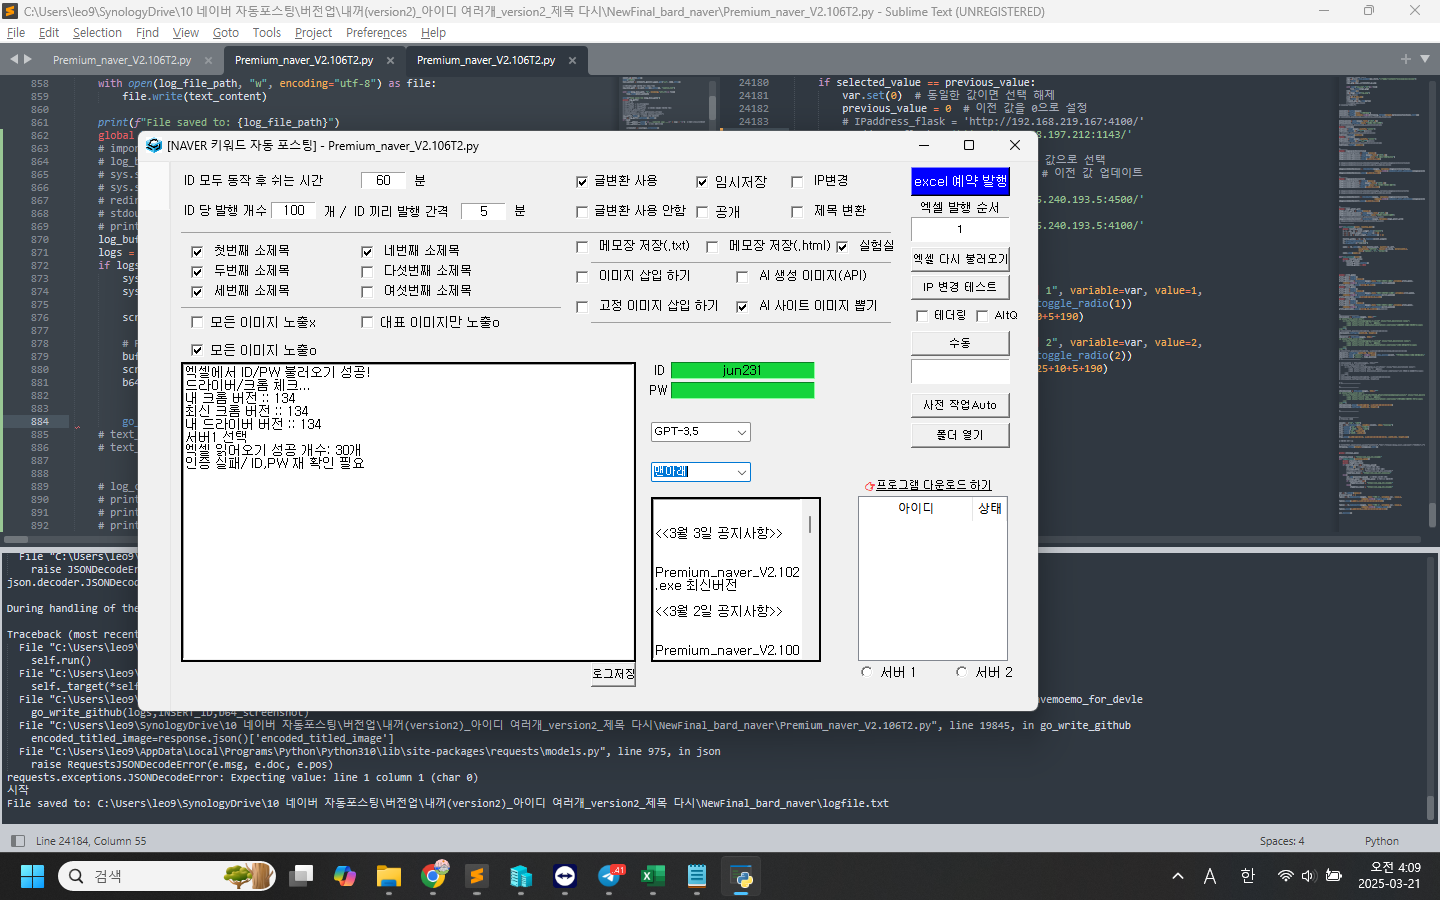 C:\Users\leo9\SynologyDrive\10 네이버 자동포스팅\버전업\내꺼(version2)_아이디 여러개_version2_제목 다시\NewFinal_bard_naver\Premium_naver_V2.106T2.py - Sublime Text (UNREGISTERED)
File Edit Selection Find View Goto Tools Project Preferences Help
Premium_naver_V2.106T2.py Premium_naver_V2.106T2.py Premium_naver_V2.106T2.py
858 with open(log_file_path, "w", encoding="utf-8") as file:
859 file.write(text_content)
860
861 print(f"File saved to: {log_file_path}")
862 global
863 # impor
864 # log_b
865 # sys.s
866 # sys.s
867 # redir
868 # stdou
869 # print
870 log_buf
871 logs =
872 if logs
873 sys
874 sys
875
876 scr
877
878 # F
879 buf
880 scr
881 b64
882
883
884 go_
885 # text_
886 # text_
887
888
889 # log_c
890 # print
891 # print
892 # print
24180 if selected_value == previous_value:
24181 var.set(0) # 동일한 값이면 선택 해제
24182 previous_value = 0 # 이전 값을 0으로 설정
24183 # IPaddress_flask = 'http://192.168.219.167:4100/'
8.197.212:1143/'
값으로 선택
# 이전 값 업데이트
5.240.193.5:4500/'
5.240.193.4:4100/'
1", variable=var, value=1,
toggle_radio(1))
0+5+190)
2", variable=var, value=2,
toggle_radio(2))
25+10+5+190)
[NAVER 키워드 자동 포스팅] - Premium_naver_V2.106T2.py
ID 모두 동작 후 쉬는 시간 60 분
ID 당 발행 개수 100 개 / ID 끼리 발행 간격 5 분
글변환 사용 임시저장 IP변경
글변환 사용 안함 공개 제목 변환
첫번째 소제목 네번째 소제목
두번째 소제목 다섯번째 소제목
세번째 소제목 여섯번째 소제목
모든 이미지 노출x 대표 이미지만 노출o
모든 이미지 노출o
메모장 저장(.txt) 메모장 저장(.html) 실험실
이미지 삽입 하기 AI 생성 이미지(API)
고정 이미지 삽입 하기 AI 사이트 이미지 뽑기
excel 예약 발행
엑셀 발행 순서
1
엑셀 다시 불러오기
IP 변경 테스트
테더링 AltQ
수동
사전 작업Auto
폴더 열기
엑셀에서 ID/PW 불러오기 성공!
드라이버/크롬 체크...
내 크롬 버전 :: 134
최신 크롬 버전 :: 134
내 드라이버 버전 :: 134
서버1 선택
엑셀 읽어오기 성공 개수: 30개
인증 실패/ ID,PW 재 확인 필요
로그저장
ID jun231
PW
GPT-3.5
맨아래
<<3월 3일 공지사항>>
Premium_naver_V2.102
.exe 최신버전
<<3월 2일 공지사항>>
Premium_naver_V2.100
프로그램 다운로드 하기
아이디 상태
서버 1 서버 2
File "C:\Users\leo9\
raise JSONDecodeEr
json.decoder.JSONDecod
During handling of the
Traceback (most recent
File "C:\Users\leo9\
self.run()
File "C:\Users\leo9\
self._target(*self
File "C:\Users\leo9\ vemoemo_for_devle
go_write_github(logs,INSERT_ID,b64_screenshot)
File "C:\Users\leo9\SynologyDrive\10 네이버 자동포스팅\버전업\내꺼(version2)_아이디 여러개_version2_제목 다시\NewFinal_bard_naver\Premium_naver_V2.106T2.py", line 19845, in go_write_github
encoded_titled_image=response.json()['encoded_titled_image']
File "C:\Users\leo9\AppData\Local\Programs\Python\Python310\lib\site-packages\requests\models.py", line 975, in json
raise RequestsJSONDecodeError(e.msg, e.doc, e.pos)
requests.exceptions.JSONDecodeError: Expecting value: line 1 column 1 (char 0)
시작
File saved to: C:\Users\leo9\SynologyDrive\10 네이버 자동포스팅\버전업\내꺼(version2)_아이디 여러개_version2_제목 다시\NewFinal_bard_naver\logfile.txt
Line 24184, Column 55 Spaces: 4 Python
검색
41
A 한
오전 4:09
2025-03-21